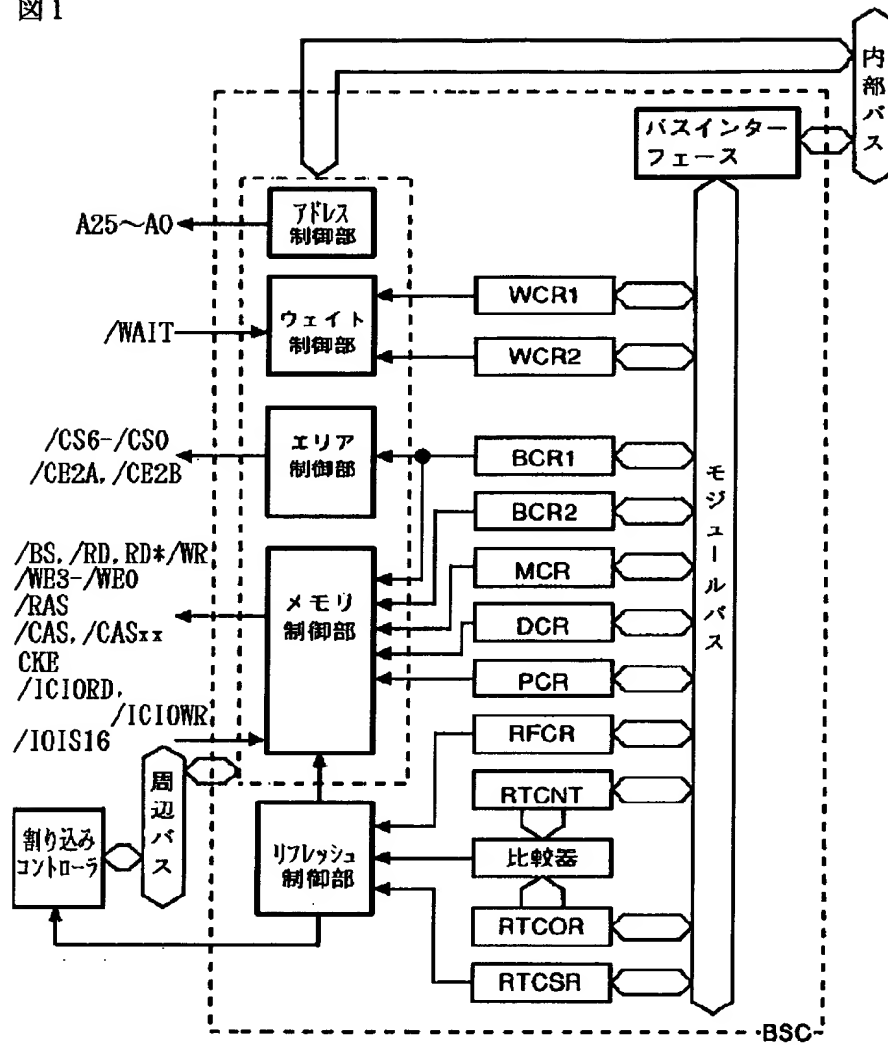 図1
内部バス
バスインター
フェース
アドレス
制御部
A25～A0
WCR1
ウェイト
制御部
/WAIT
WCR2
/CS6-/CS0
/CE2A, /CE2B
エリア
制御部
BCR1
BCR2
モジュールバス
/BS, /RD, RD*/WR
/WE3-/WE0
/RAS
/CAS, /CASxx
CKE
/ICIORD,
/ICIOWR
/IOIS16
メモリ
制御部
MCR
DCR
PCR
RFCR
RTCNT
周辺バス
割り込み
コントローラ
リフレッシュ
制御部
比較器
RTCOR
RTCSR
BSC